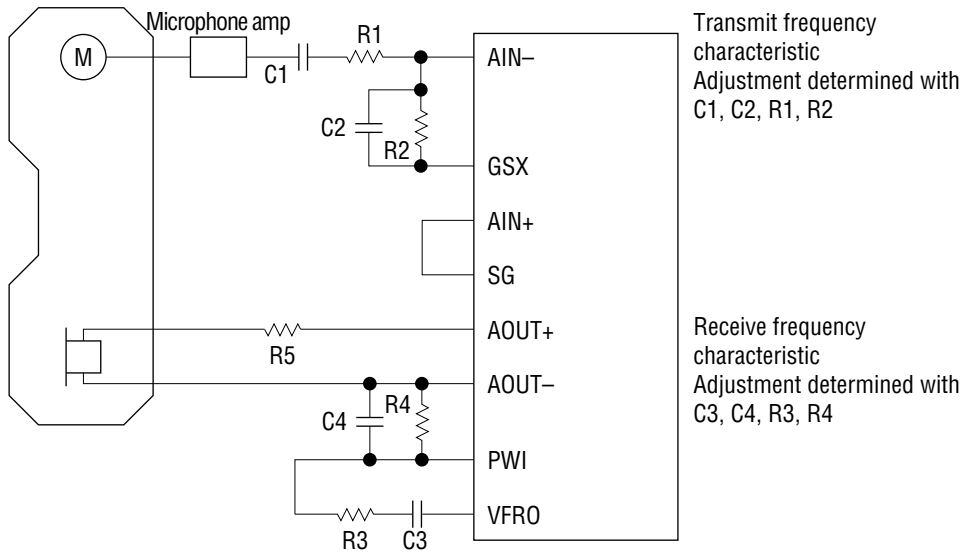 Microphone amp
M
C1
R1
AIN–
C2
R2
GSX
AIN+
SG
AOUT+
R5
AOUT–
C4
R4
PWI
VFRO
R3
C3
Transmit frequency
characteristic
Adjustment determined with
C1, C2, R1, R2
Receive frequency
characteristic
Adjustment determined with
C3, C4, R3, R4